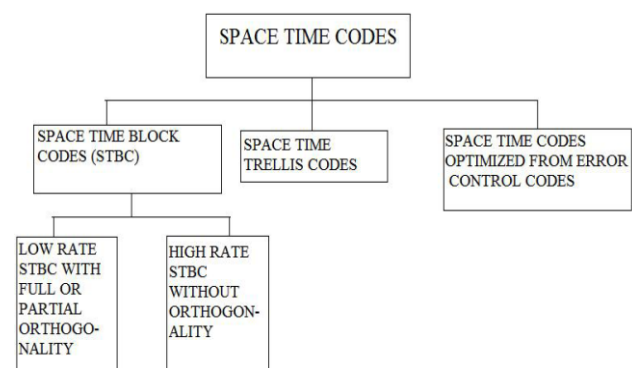 SPACE TIME CODES
SPACE TIME BLOCK
CODES (STBC)
SPACE TIME
TRELLIS CODES
SPACE TIME CODES
OPTIMIZED FROM ERROR
CONTROL CODES
LOW RATE
STBC WITH
FULL OR
PARTIAL
ORTHOGO-
NALITY
HIGH RATE
STBC
WITHOUT
ORTHOGON-
ALITY